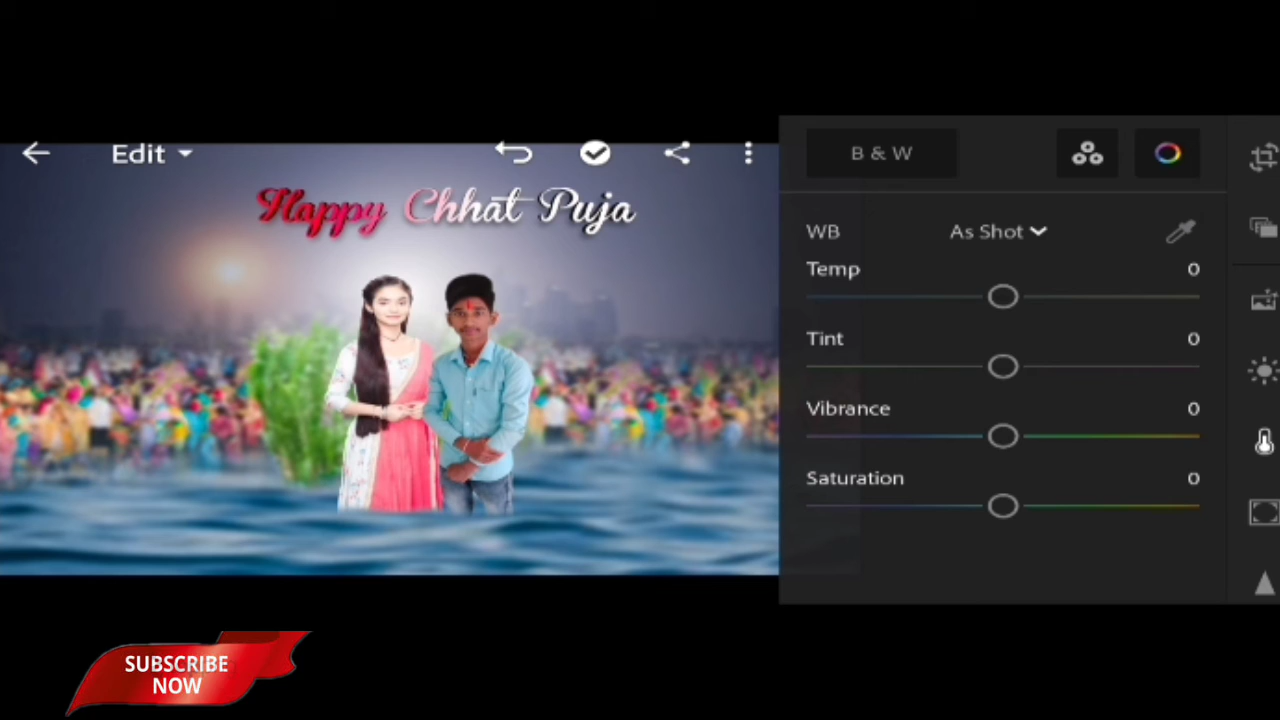 Edit
Happy Chhat Puja
B & W
WB As Shot
Temp 0
Tint 0
Vibrance 0
Saturation 0
SUBSCRIBE
NOW